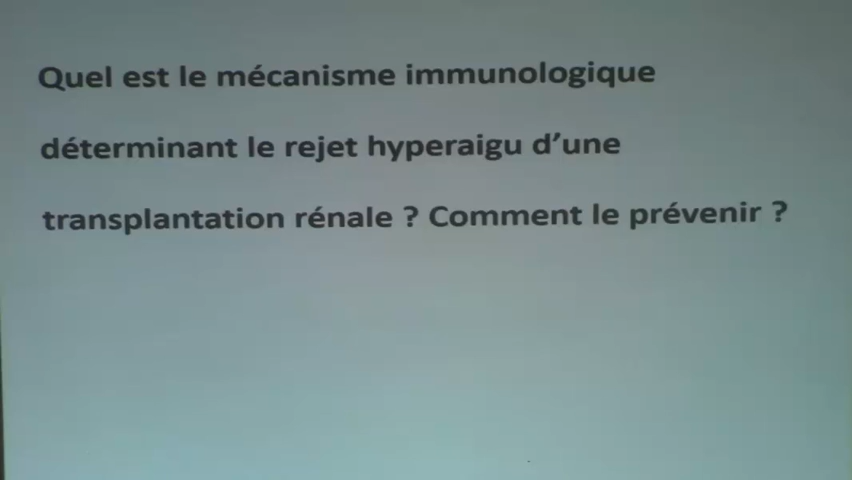 Quel est le mécanisme immunologique
déterminant le rejet hyperaigu d’une
transplantation rénale ? Comment le prévenir ?